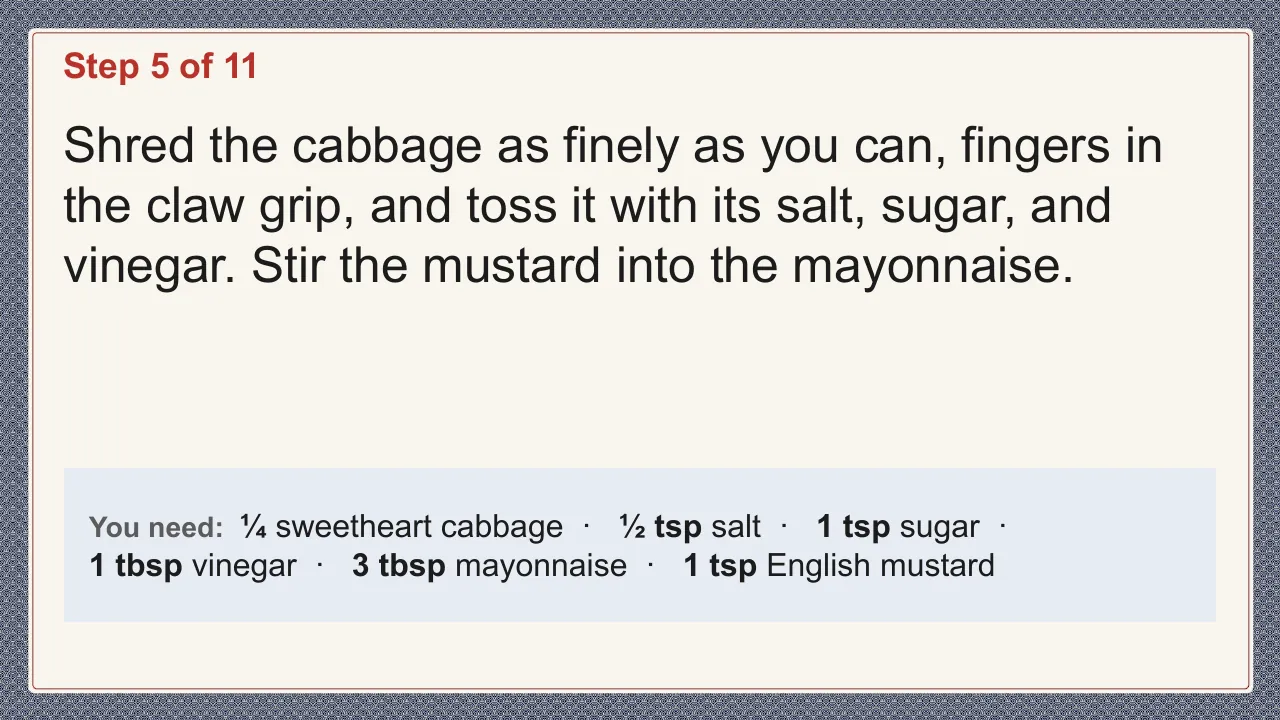 Step 5 of 11
Shred the cabbage as finely as you can, fingers in
the claw grip, and toss it with its salt, sugar, and
vinegar. Stir the mustard into the mayonnaise.
You need: ¼ sweetheart cabbage · ½ tsp salt · 1 tsp sugar ·
1 tbsp vinegar · 3 tbsp mayonnaise · 1 tsp English mustard